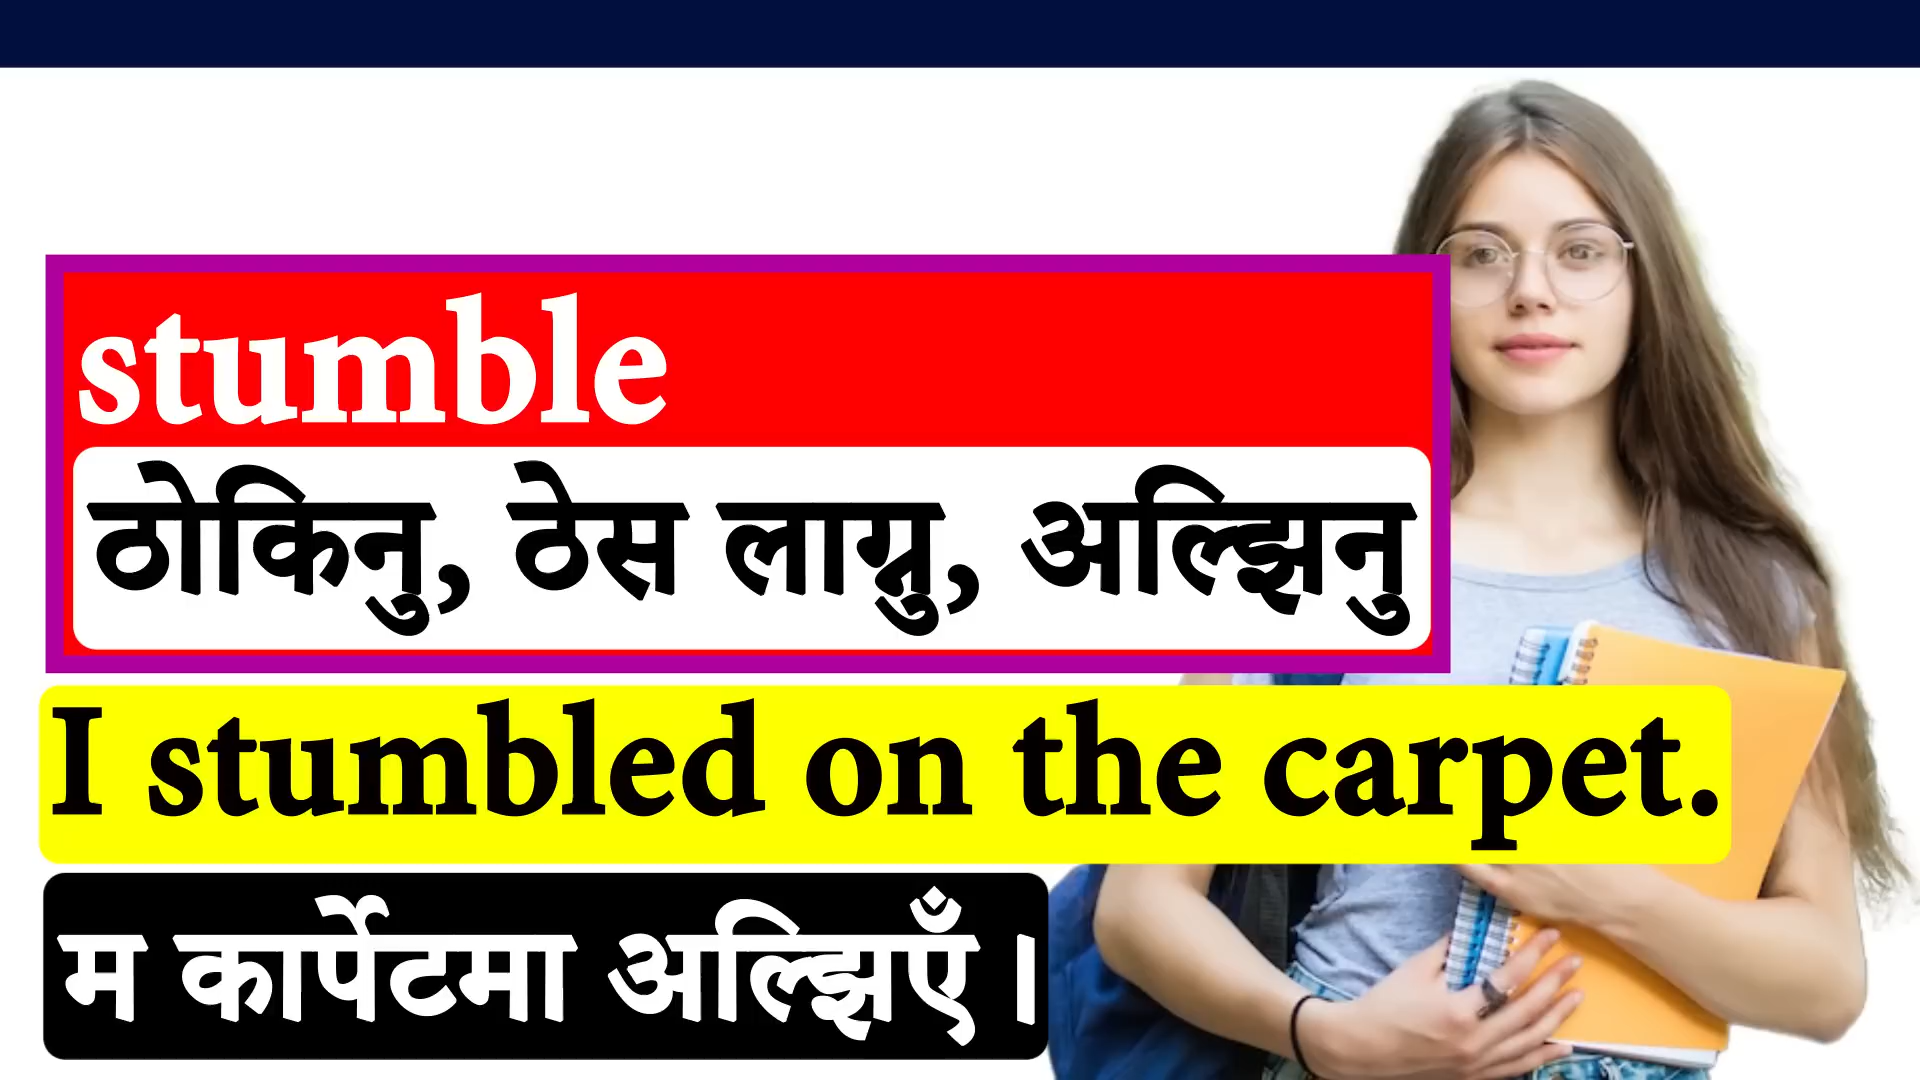 stumble
ठोकिनु, ठेस लाग्नु, अल्झिनु
I stumbled on the carpet.
म कार्पेटमा अल्झिएँ ।